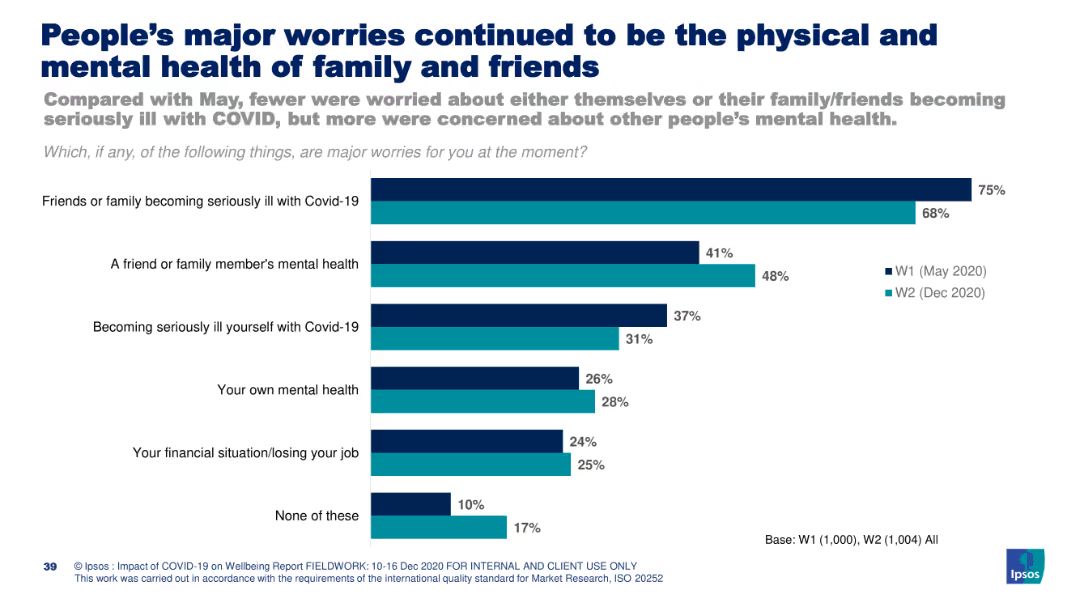 People's major worries continued to be the physical and
mental health of family and friends
Compared with May, fewer were worried about either themselves or their family/friends becoming
seriously ill with COVID, but more were concerned about other people's mental health.
Which, if any, of the following things, are major worries for you at the moment?
Friends or family becoming seriously ill with Covid-19
75%
68%
A friend or family member's mental health
41%
48%
W1 (May 2020)
W2 (Dec 2020)
Becoming seriously ill yourself with Covid-19
37%
31%
Your own mental health
26%
28%
Your financial situation/losing your job
24%
25%
None of these
10%
17%
Base: W1 (1,000), W2 (1,004) All
39
© Ipsos : Impact of COVID-19 on Wellbeing Report FIELDWORK: 10-16 Dec 2020 FOR INTERNAL AND CLIENT USE ONLY
This work was carried out in accordance with the requirements of the international quality standard for Market Research, ISO 20252
Ipsos